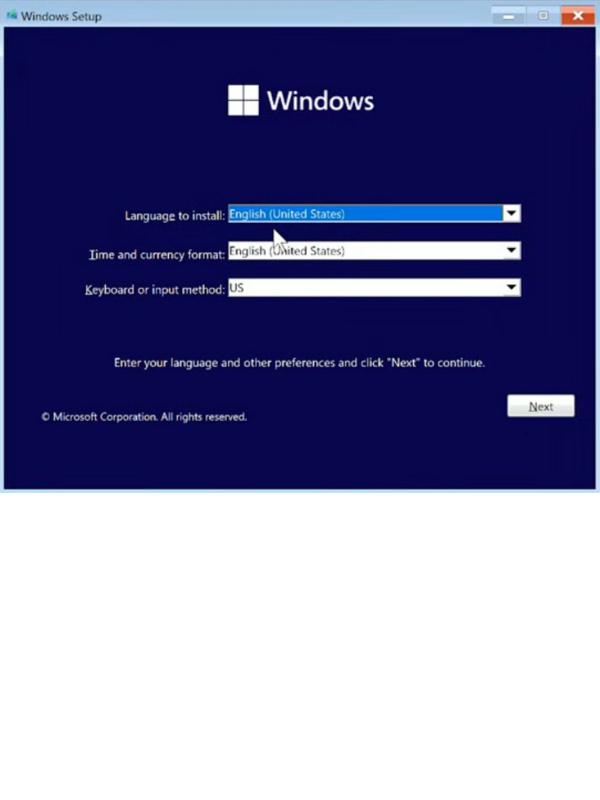 Windows Setup
Windows
Language to install: English (United States)
Time and currency format: English (United States)
Keyboard or input method: US
Enter your language and other preferences and click "Next" to continue.
Next
© Microsoft Corporation. All rights reserved.